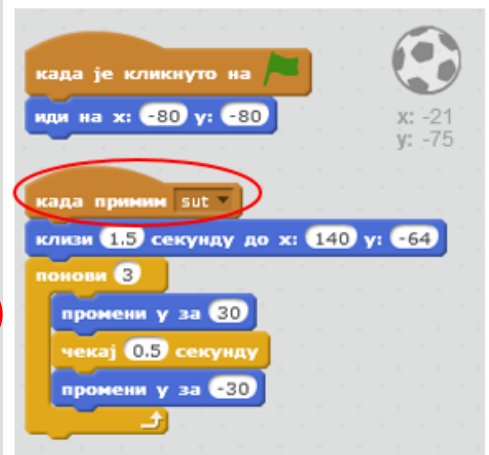 када је кликнуто на
иди на x: -80 y: -80
x: -21
y: -75
када примим sut
клизи 1.5 секунду до x: 140 y: -64
понови 3
промени y за 30
чекај 0.5 секунду
промени y за -30